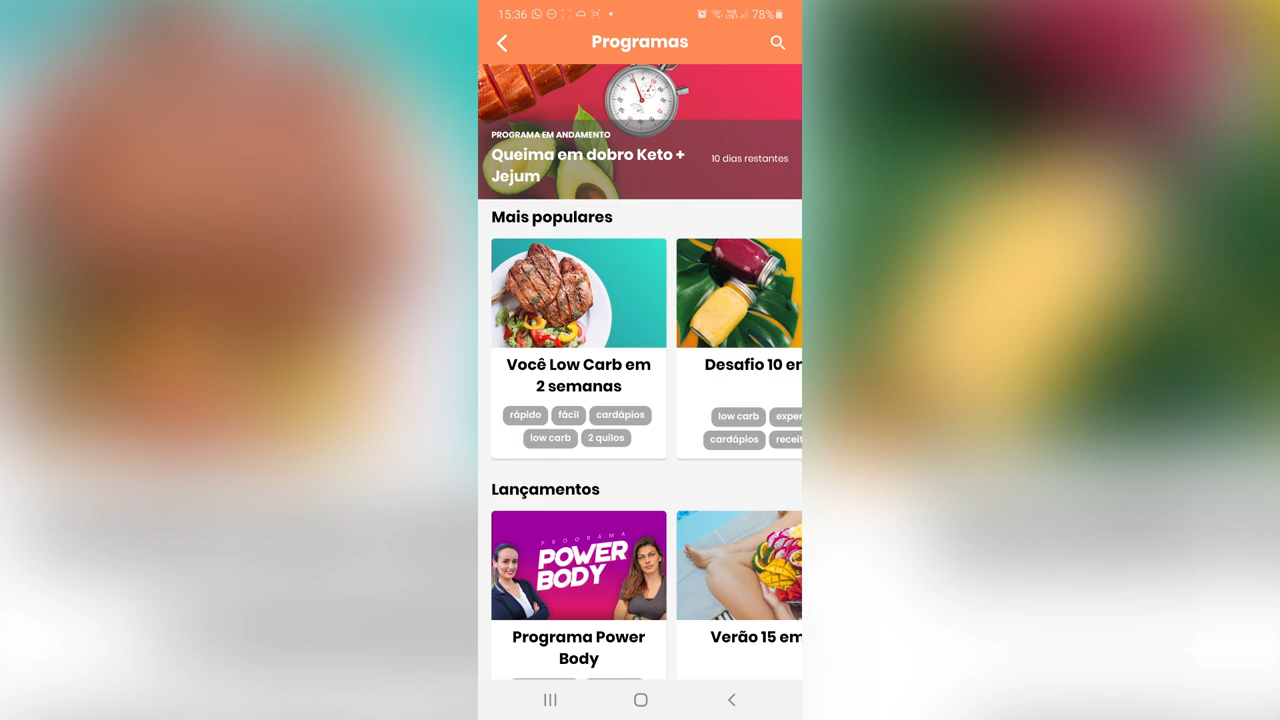 15:36
78%
Programas
PROGRAMA EM ANDAMENTO
Queima em dobro Keto +
Jejum
10 dias restantes
Mais populares
Você Low Carb em
2 semanas
rápido fácil cardápios
low carb 2 quilos
Desafio 10 em
low carb exper
cardápios receit
Lançamentos
PROGRAMA
POWER
BODY
Programa Power
Body
Verão 15 em